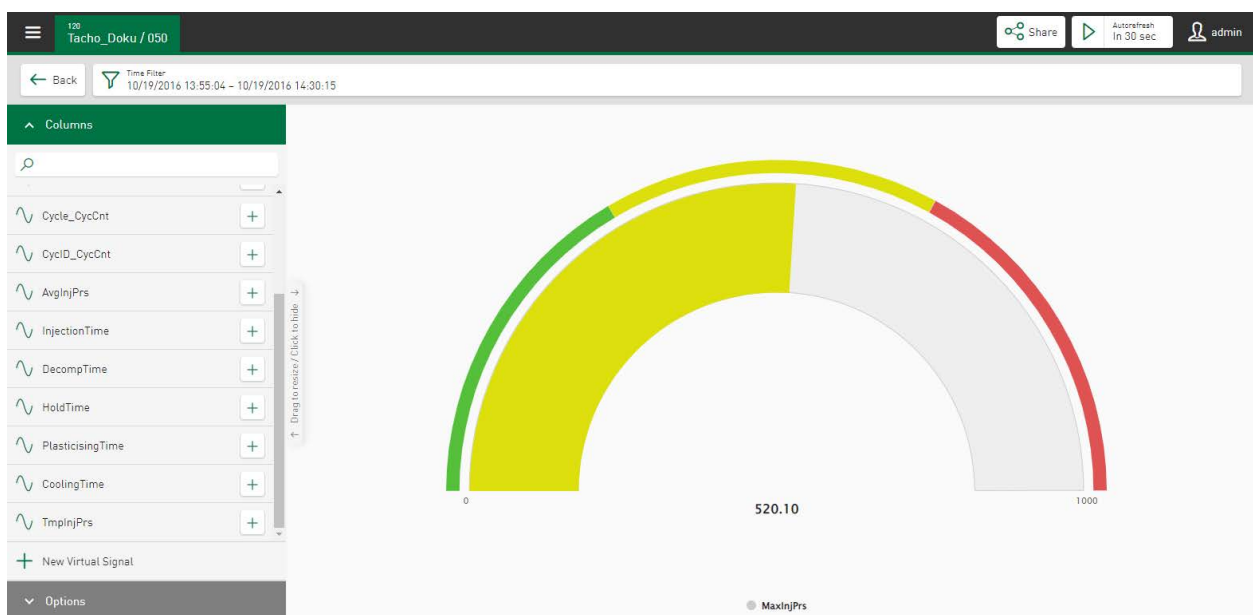 120
Tacho_Doku / 050
Share
Autorefresh
In 30 sec
admin
Back
Time Filter
10/19/2016 13:55:04 – 10/19/2016 14:30:15
Columns
Cycle_CycCnt
CycID_CycCnt
AvgInjPrs
InjectionTime
DecompTime
HoldTime
PlasticisingTime
CoolingTime
TmpInjPrs
New Virtual Signal
Options
← Drag to resize / Click to hide →
0
520.10
1000
MaxInjPrs